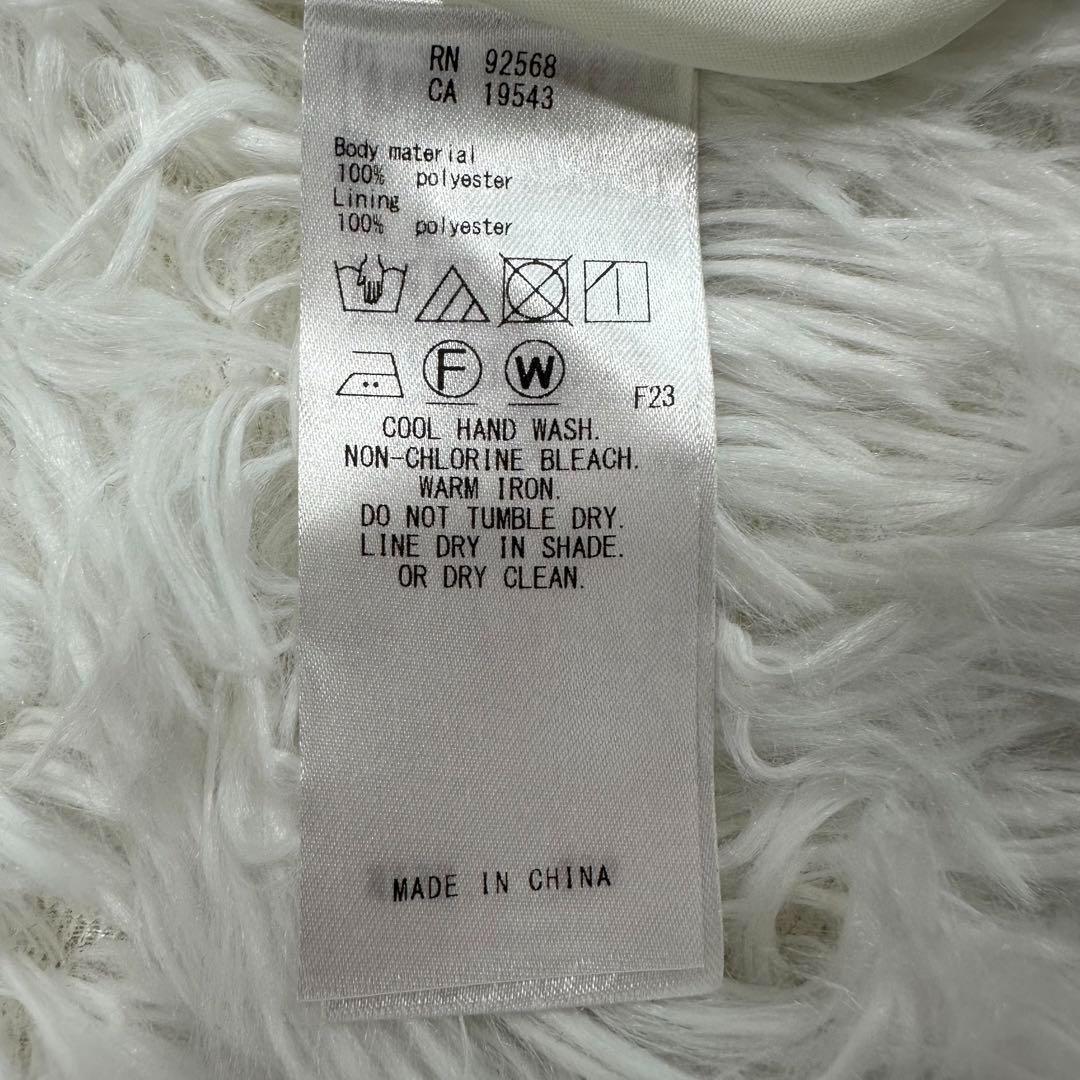 RN 92568
CA 19543
Body material
100% polyester
Lining
100% polyester
F W
F23
COOL HAND WASH.
NON-CHLORINE BLEACH.
WARM IRON.
DO NOT TUMBLE DRY.
LINE DRY IN SHADE.
OR DRY CLEAN.
MADE IN CHINA